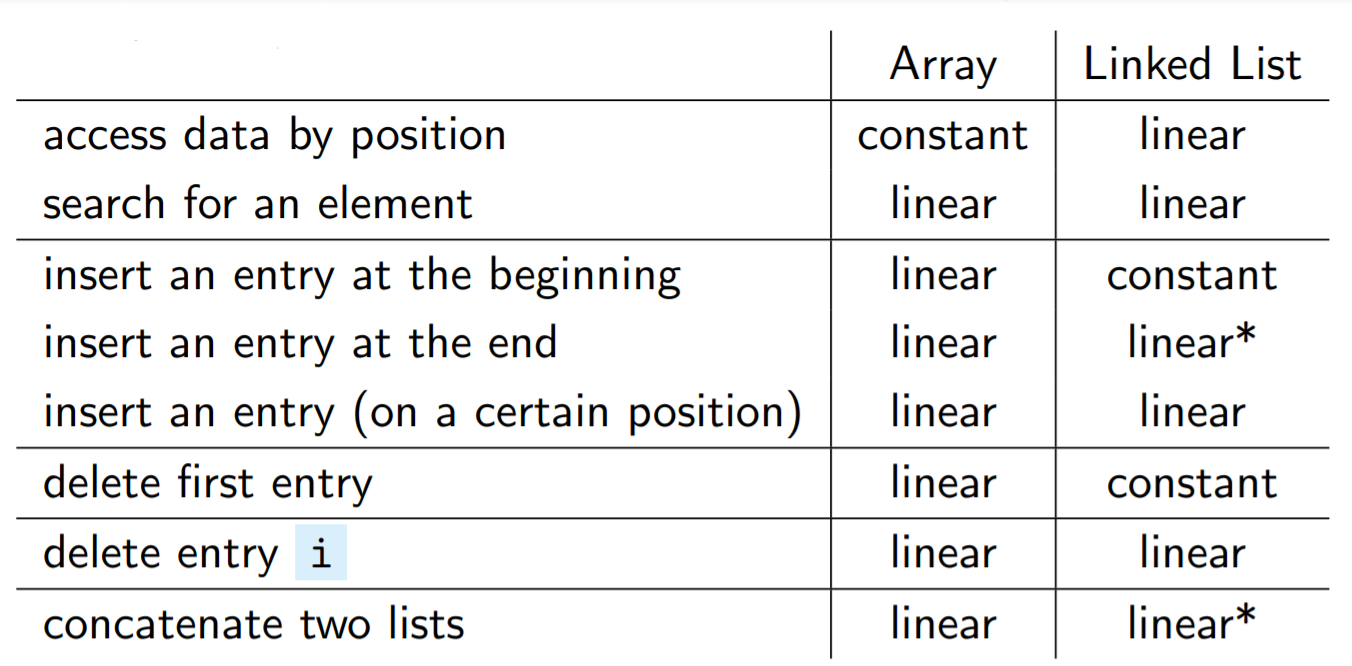 Array Linked List
access data by position constant linear
search for an element linear linear
insert an entry at the beginning linear constant
insert an entry at the end linear linear*
insert an entry (on a certain position) linear linear
delete first entry linear constant
delete entry i linear linear
concatenate two lists linear linear*